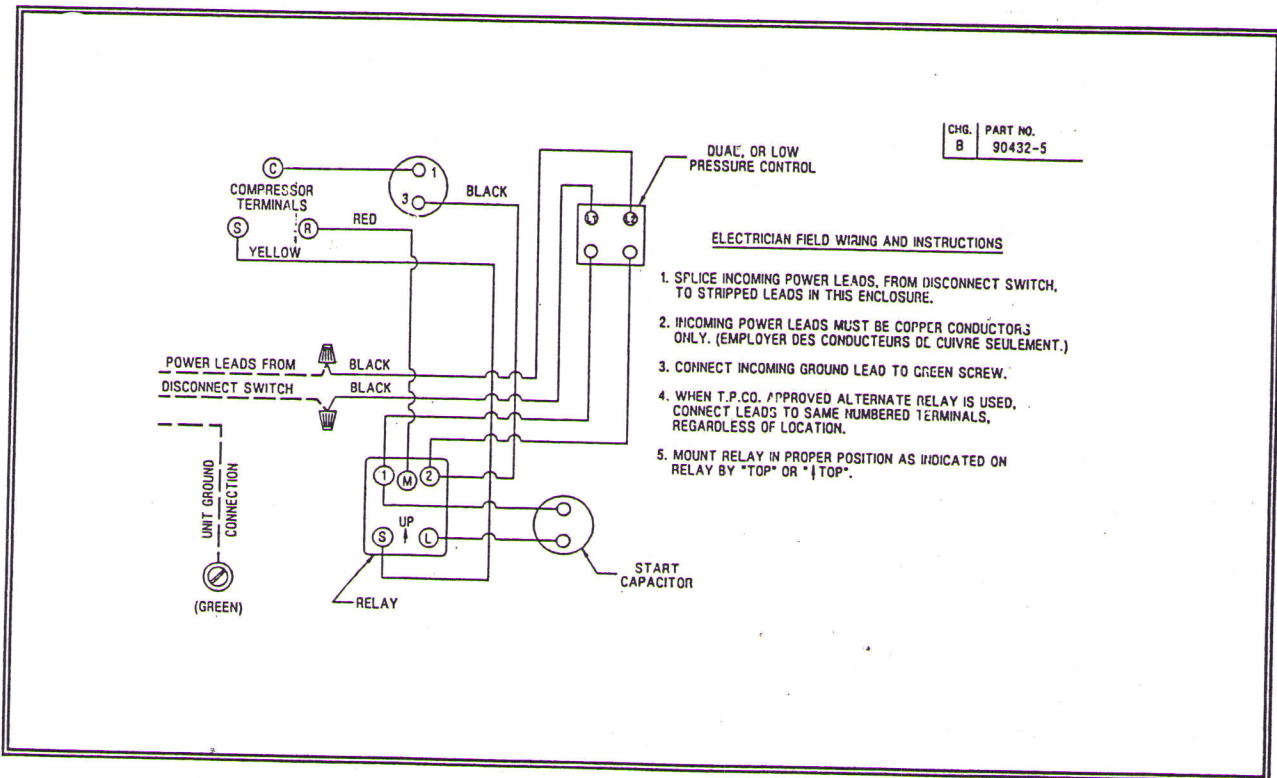 CHG. PART NO.
B 90432-5
DUAL, OR LOW
PRESSURE CONTROL
C
1
COMPRESSOR
TERMINALS
3
BLACK
S
R
RED
YELLOW
L1 L2
ELECTRICIAN FIELD WIRING AND INSTRUCTIONS
1. SPLICE INCOMING POWER LEADS, FROM DISCONNECT SWITCH,
TO STRIPPED LEADS IN THIS ENCLOSURE.
2. INCOMING POWER LEADS MUST BE COPPER CONDUCTORS
ONLY. (EMPLOYER DES CONDUCTEURS DE CUIVRE SEULEMENT.)
3. CONNECT INCOMING GROUND LEAD TO GREEN SCREW.
4. WHEN T.P.CO. APPROVED ALTERNATE RELAY IS USED,
CONNECT LEADS TO SAME NUMBERED TERMINALS,
REGARDLESS OF LOCATION.
5. MOUNT RELAY IN PROPER POSITION AS INDICATED ON
RELAY BY "TOP" OR "↑TOP".
POWER LEADS FROM
BLACK
DISCONNECT SWITCH
BLACK
UNIT GROUND
CONNECTION
(GREEN)
1 M 2
UP
↑
S L
RELAY
START
CAPACITOR